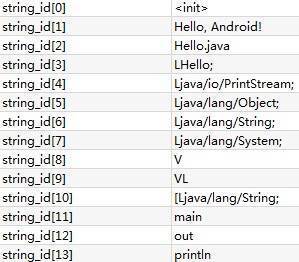 string_id[0] <init>
string_id[1] Hello, Android!
string_id[2] Hello.java
string_id[3] LHello;
string_id[4] Ljava/io/PrintStream;
string_id[5] Ljava/lang/Object;
string_id[6] Ljava/lang/String;
string_id[7] Ljava/lang/System;
string_id[8] V
string_id[9] VL
string_id[10] [Ljava/lang/String;
string_id[11] main
string_id[12] out
string_id[13] println